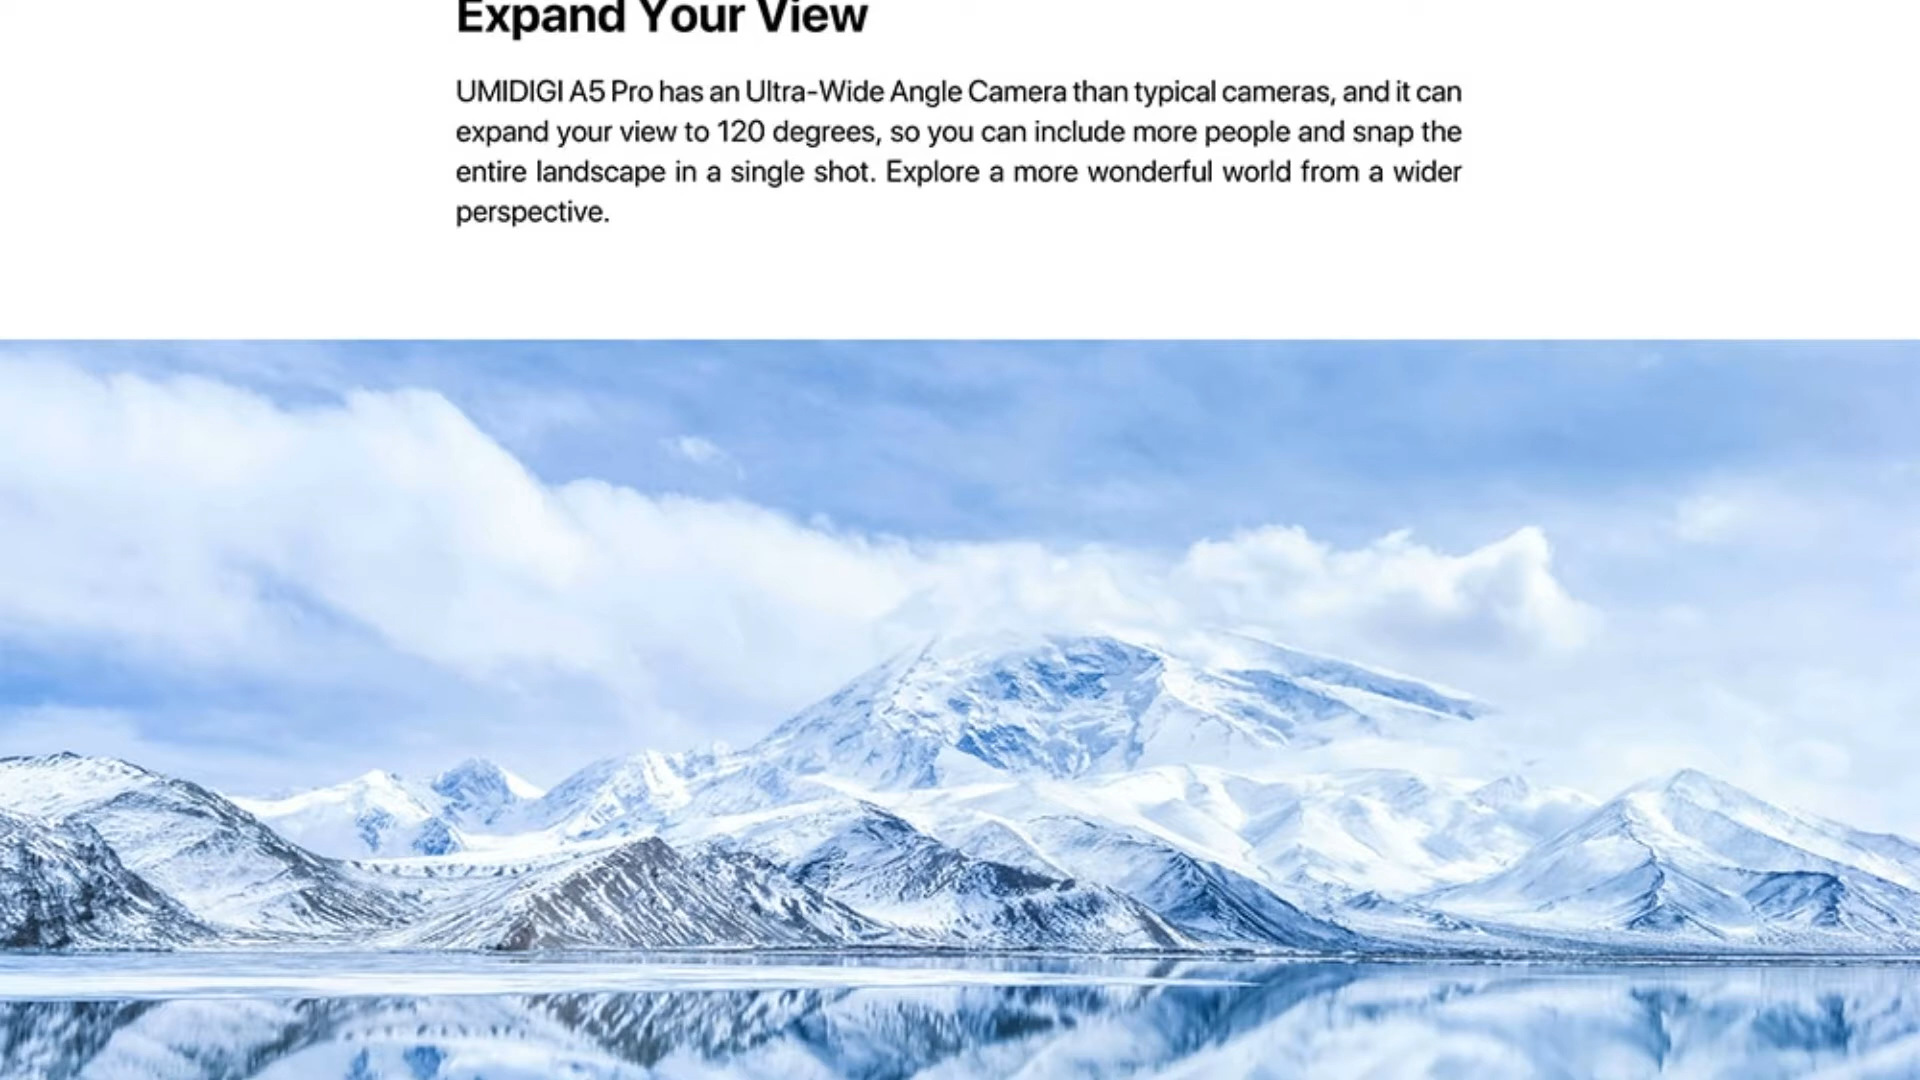 Expand Your View
UMIDIGI A5 Pro has an Ultra-Wide Angle Camera than typical cameras, and it can
expand your view to 120 degrees, so you can include more people and snap the
entire landscape in a single shot. Explore a more wonderful world from a wider
perspective.